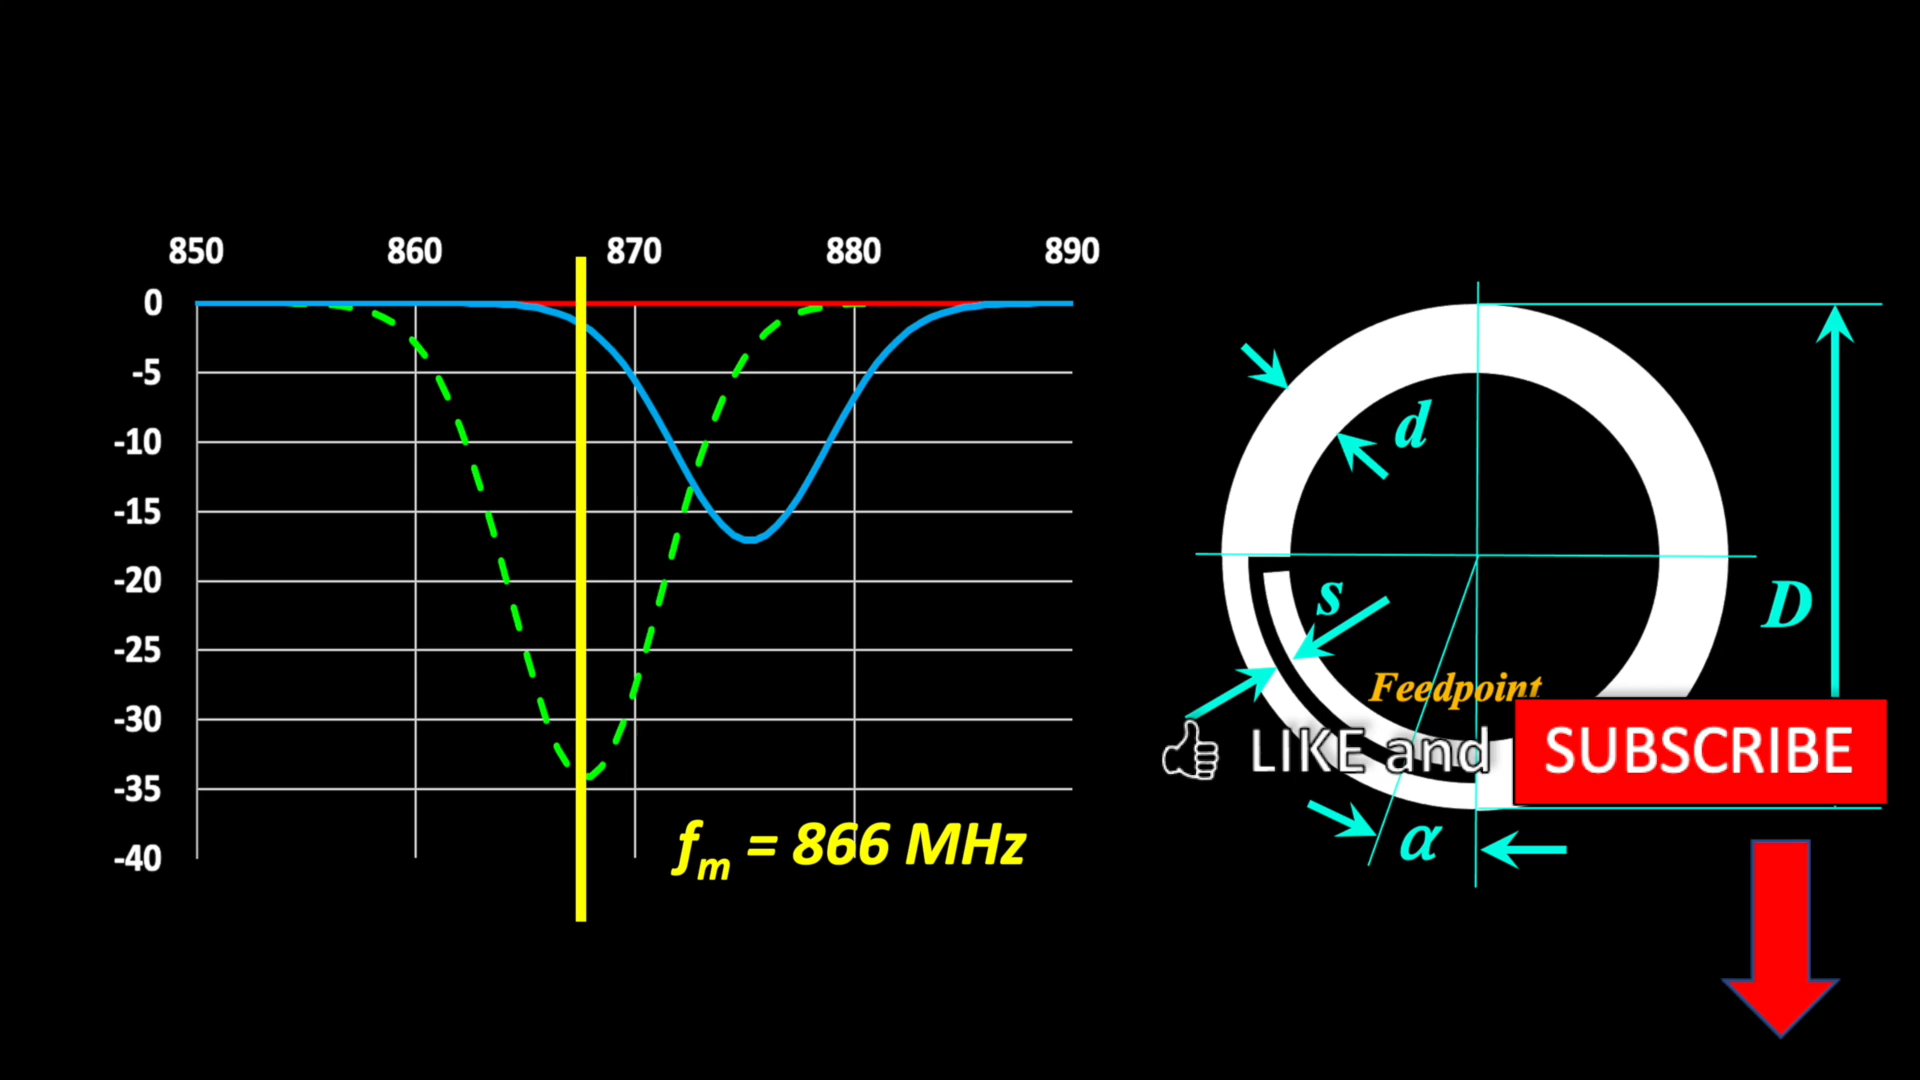 850 860 870 880 890
0
-5
-10
-15
-20
-25
-30
-35
-40
fm = 866 MHz
d
D
s
Feedpoint
LIKE and SUBSCRIBE
α